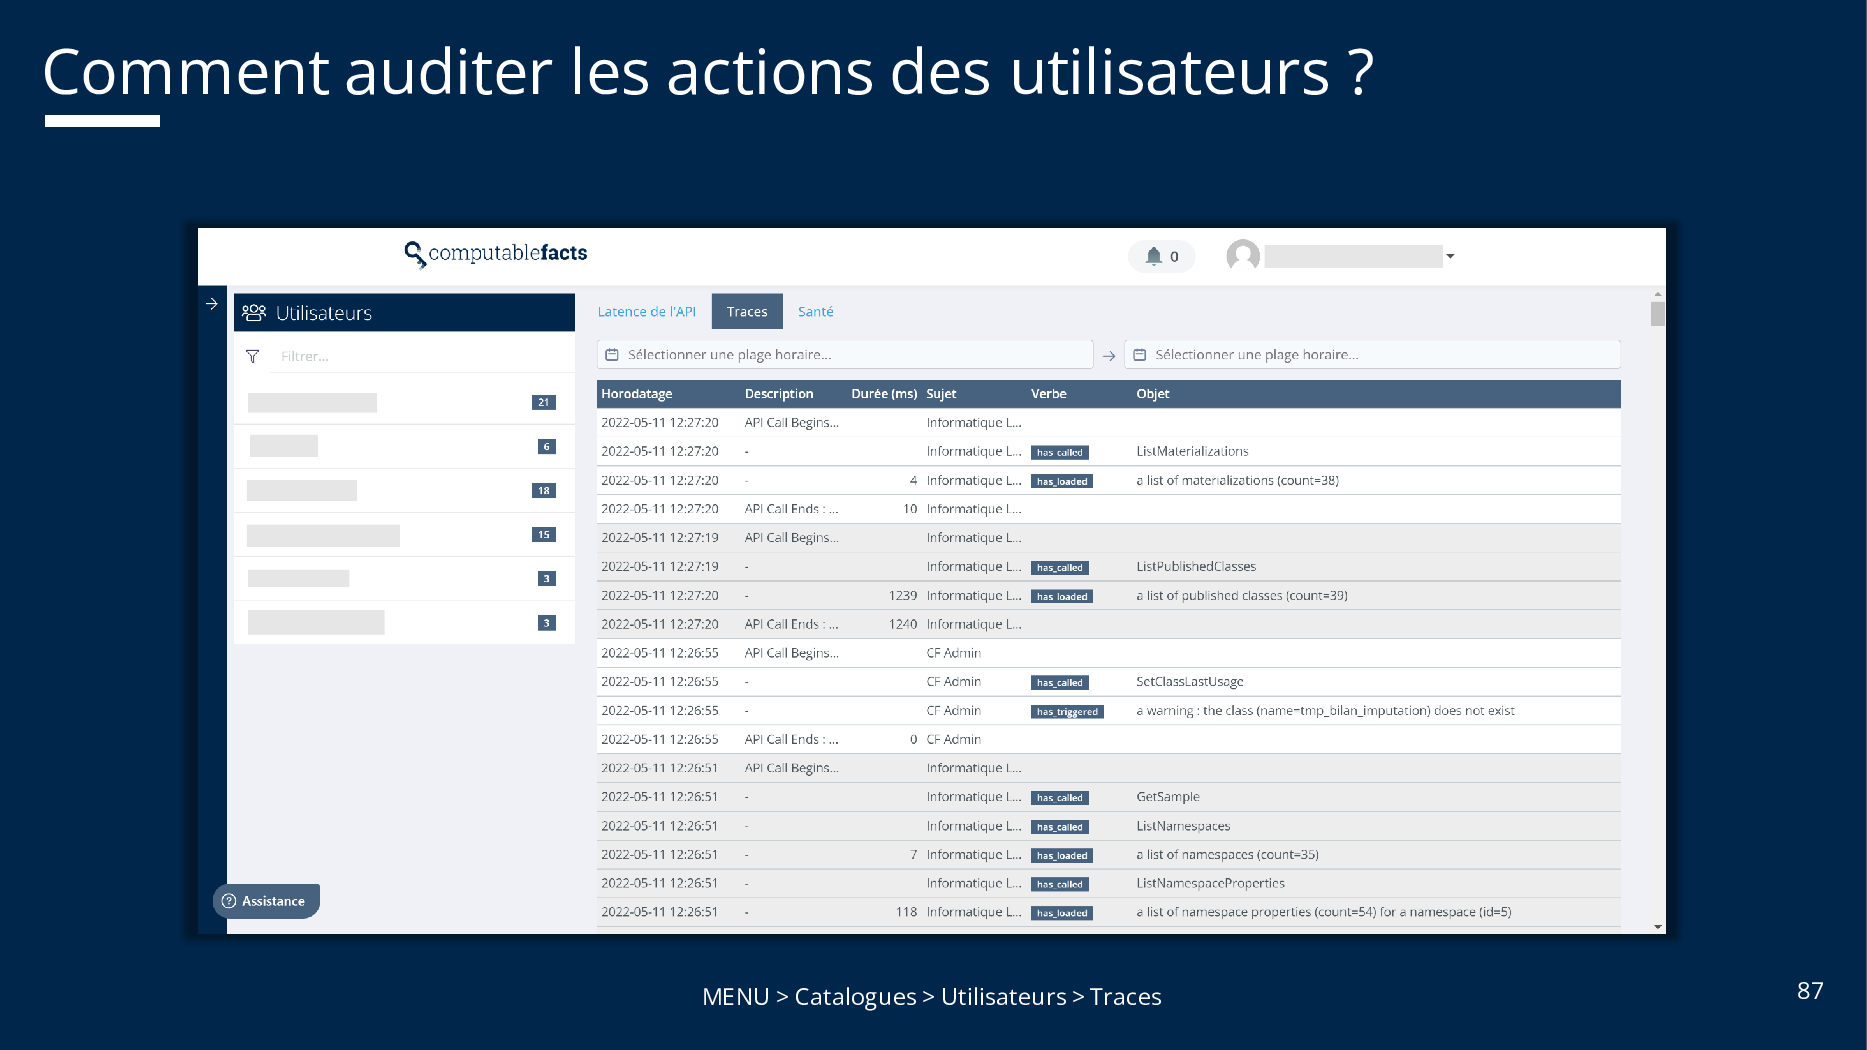 Comment auditer les actions des utilisateurs ?
computablefacts
0
Utilisateurs
Filtrer...
21
6
18
15
3
3
Assistance
Latence de l'API Traces Santé
Sélectionner une plage horaire... → Sélectionner une plage horaire...
Horodatage Description Durée (ms) Sujet Verbe Objet
2022-05-11 12:27:20 API Call Begins... Informatique L...
2022-05-11 12:27:20 - Informatique L... has_called ListMaterializations
2022-05-11 12:27:20 - 4 Informatique L... has_loaded a list of materializations (count=38)
2022-05-11 12:27:20 API Call Ends : ... 10 Informatique L...
2022-05-11 12:27:19 API Call Begins... Informatique L...
2022-05-11 12:27:19 - Informatique L... has_called ListPublishedClasses
2022-05-11 12:27:20 - 1239 Informatique L... has_loaded a list of published classes (count=39)
2022-05-11 12:27:20 API Call Ends : ... 1240 Informatique L...
2022-05-11 12:26:55 API Call Begins... CF Admin
2022-05-11 12:26:55 - CF Admin has_called SetClassLastUsage
2022-05-11 12:26:55 - CF Admin has_triggered a warning : the class (name=tmp_bilan_imputation) does not exist
2022-05-11 12:26:55 API Call Ends : ... 0 CF Admin
2022-05-11 12:26:51 API Call Begins... Informatique L...
2022-05-11 12:26:51 - Informatique L... has_called GetSample
2022-05-11 12:26:51 - Informatique L... has_called ListNamespaces
2022-05-11 12:26:51 - 7 Informatique L... has_loaded a list of namespaces (count=35)
2022-05-11 12:26:51 - Informatique L... has_called ListNamespaceProperties
2022-05-11 12:26:51 - 118 Informatique L... has_loaded a list of namespace properties (count=54) for a namespace (id=5)
MENU > Catalogues > Utilisateurs > Traces
87